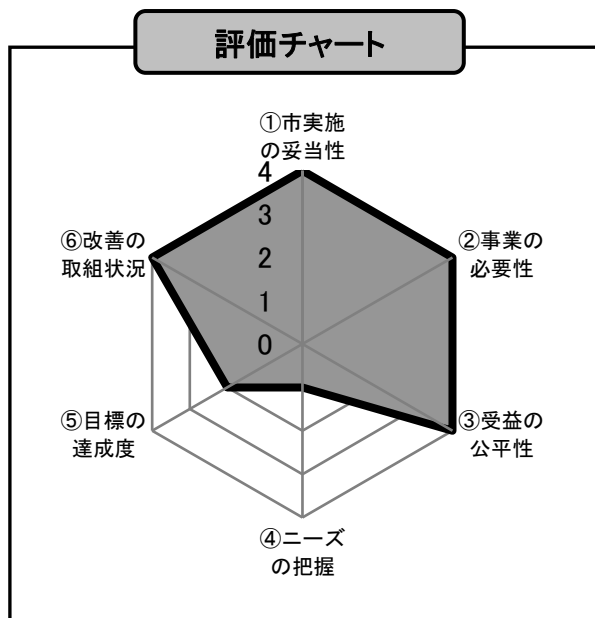 評価チャート
①市実施
の妥当性
4
3
2
1
0
②事業の
必要性
③受益の
公平性
④ニーズ
の把握
⑤目標の
達成度
⑥改善の
取組状況